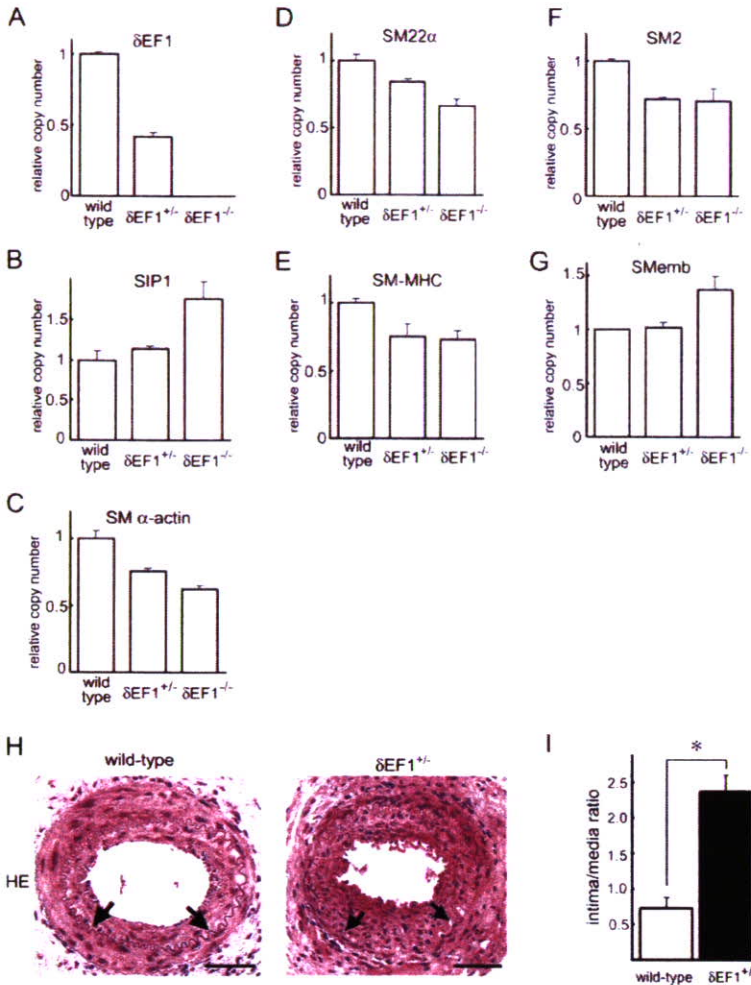 A
δEF1
relative copy number
1
0.5
0
wild type
δEF1+/-
δEF1-/-
D
SM22α
relative copy number
1
0.5
0
wild type
δEF1+/-
δEF1-/-
F
SM2
relative copy number
1
0.5
0
wild type
δEF1+/-
δEF1-/-
B
SIP1
relative copy number
1.5
1
0
wild type
δEF1+/-
δEF1-/-
E
SM-MHC
relative copy number
1
0.5
0
wild type
δEF1+/-
δEF1-/-
G
SMemb
relative copy number
1.5
1
0
wild type
δEF1+/-
δEF1-/-
C
SM α-actin
relative copy number
1
0.5
0
wild type
δEF1+/-
δEF1-/-
H
wild-type
δEF1+/-
HE
I
*
intima/media ratio
2.5
2.0
1.5
1.0
0.5
wild-type
δEF1+/